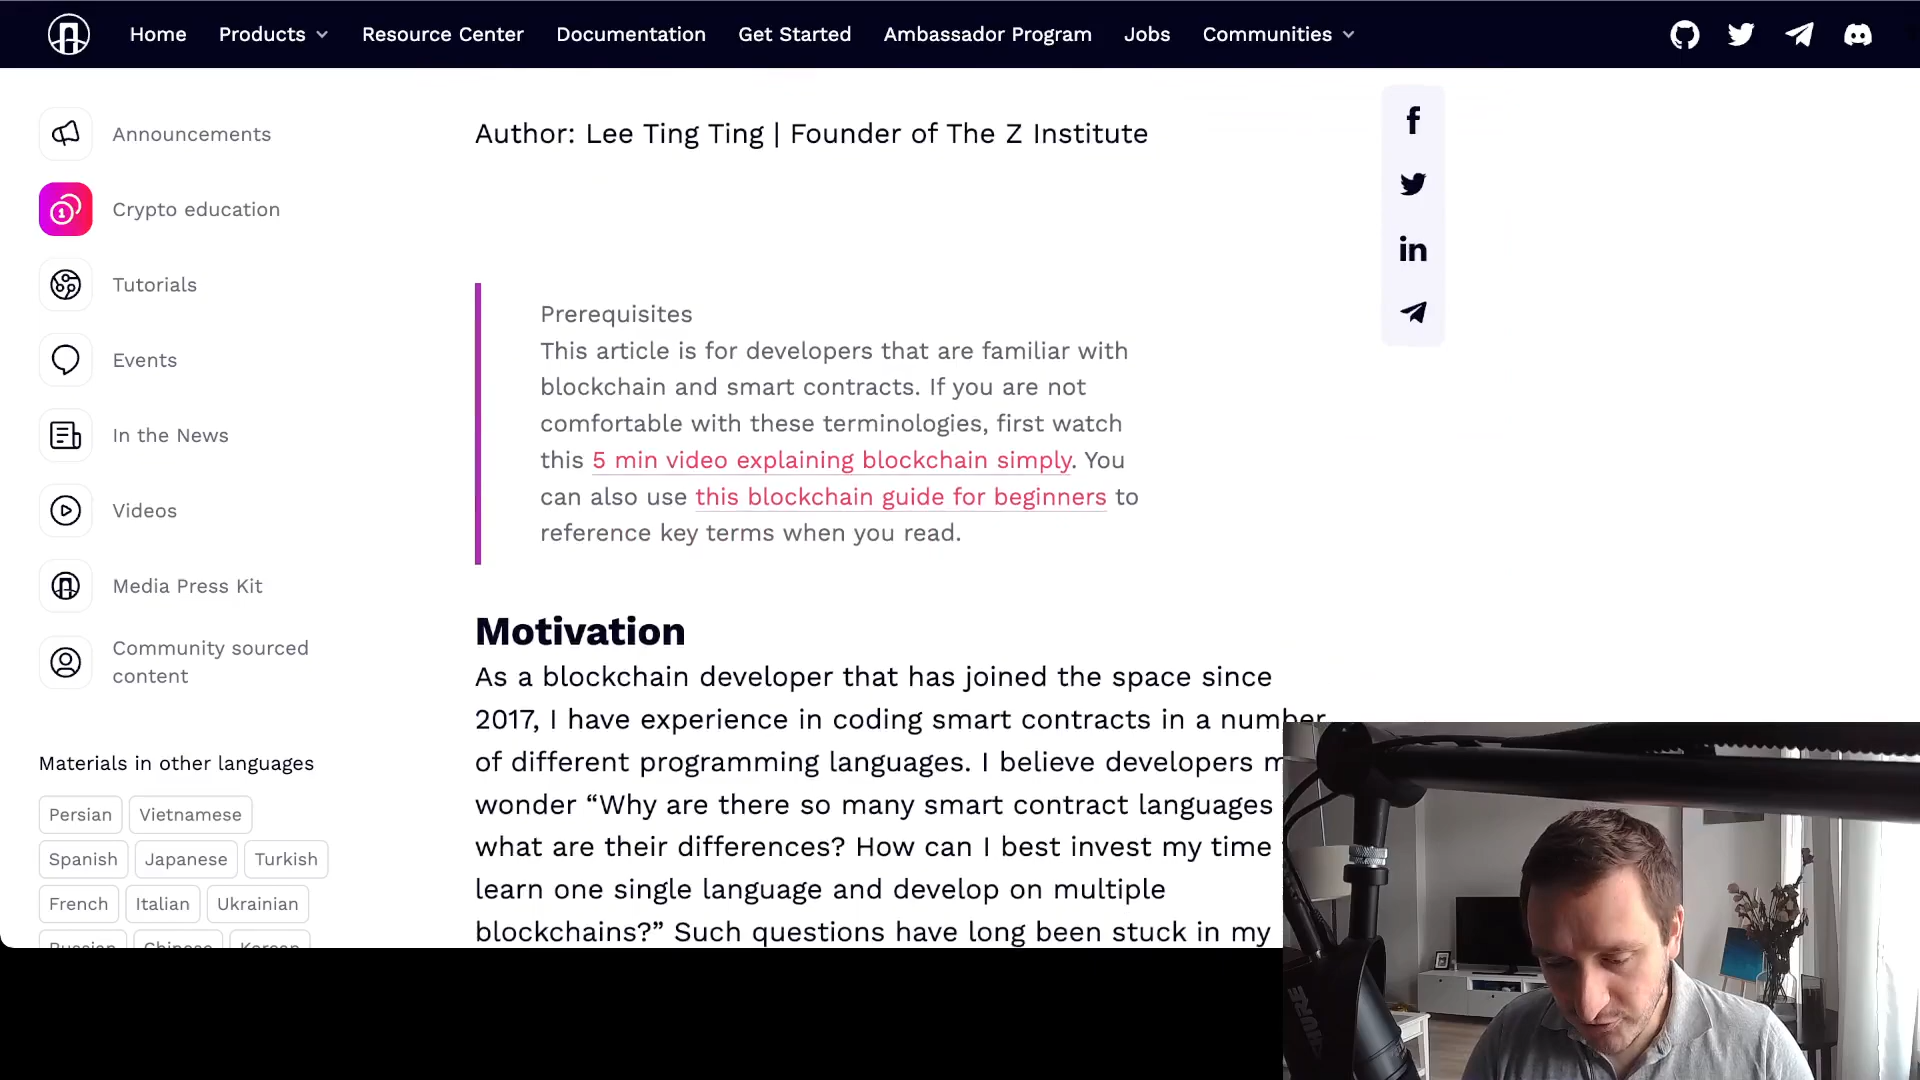 Home Products Resource Center Documentation Get Started Ambassador Program Jobs Communities
Announcements
Crypto education
Tutorials
Events
In the News
Videos
Media Press Kit
Community sourced
content
Materials in other languages
Persian Vietnamese
Spanish Japanese Turkish
French Italian Ukrainian
Russian Chinese Korean
Author: Lee Ting Ting | Founder of The Z Institute
Prerequisites
This article is for developers that are familiar with
blockchain and smart contracts. If you are not
comfortable with these terminologies, first watch
this 5 min video explaining blockchain simply. You
can also use this blockchain guide for beginners to
reference key terms when you read.
Motivation
As a blockchain developer that has joined the space since
2017, I have experience in coding smart contracts in a number
of different programming languages. I believe developers m
wonder “Why are there so many smart contract languages
what are their differences? How can I best invest my time
learn one single language and develop on multiple
blockchains?” Such questions have long been stuck in my
f
in
SHURE